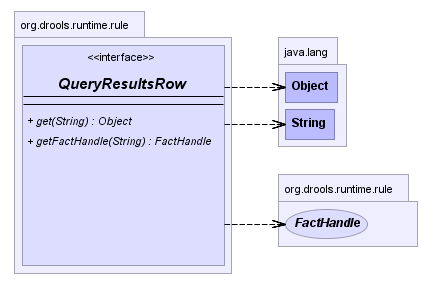 org.drools.runtime.rule
<<interface>>
QueryResultsRow
+ get(String) : Object
+ getFactHandle(String) : FactHandle
java.lang
Object
String
org.drools.runtime.rule
FactHandle